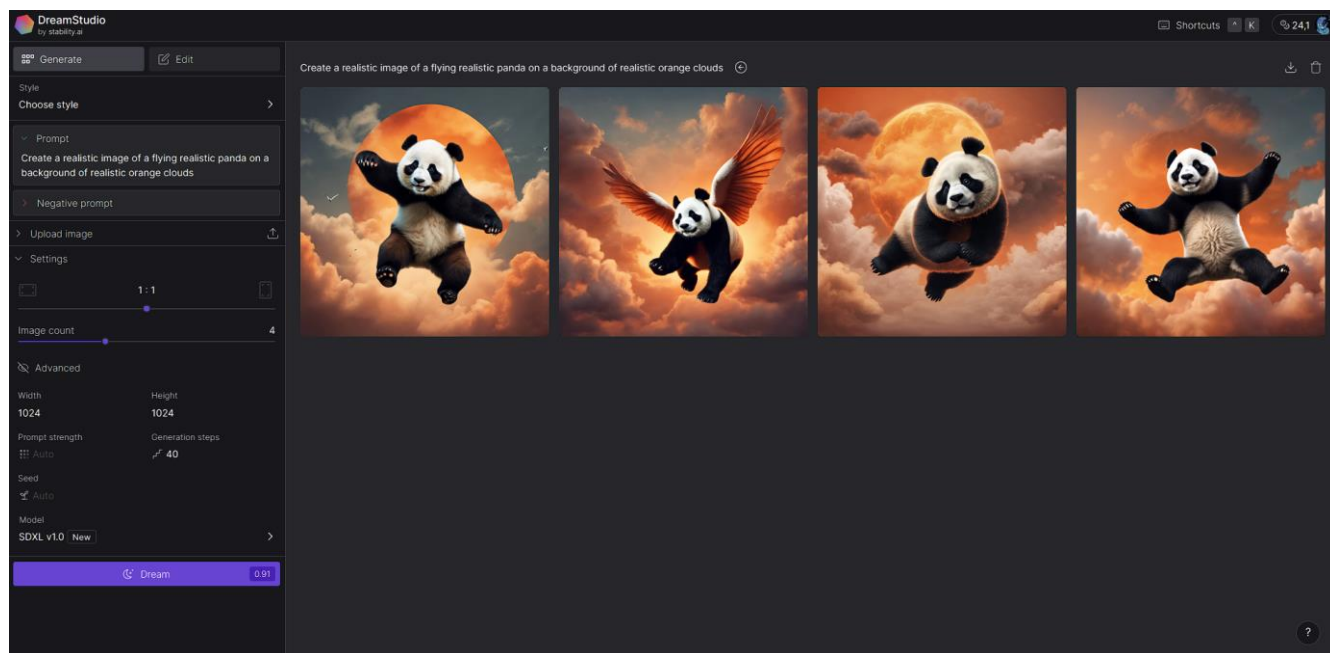 DreamStudio
by stability.ai
Shortcuts ^ K
24,1
Generate
Edit
Style
Choose style
Prompt
Create a realistic image of a flying realistic panda on a
background of realistic orange clouds
Negative prompt
Upload image
Settings
1 : 1
Image count 4
Advanced
Width Height
1024 1024
Prompt strength Generation steps
Auto 40
Seed
Auto
Model
SDXL v1.0 New
Dream 0.91
Create a realistic image of a flying realistic panda on a background of realistic orange clouds
?